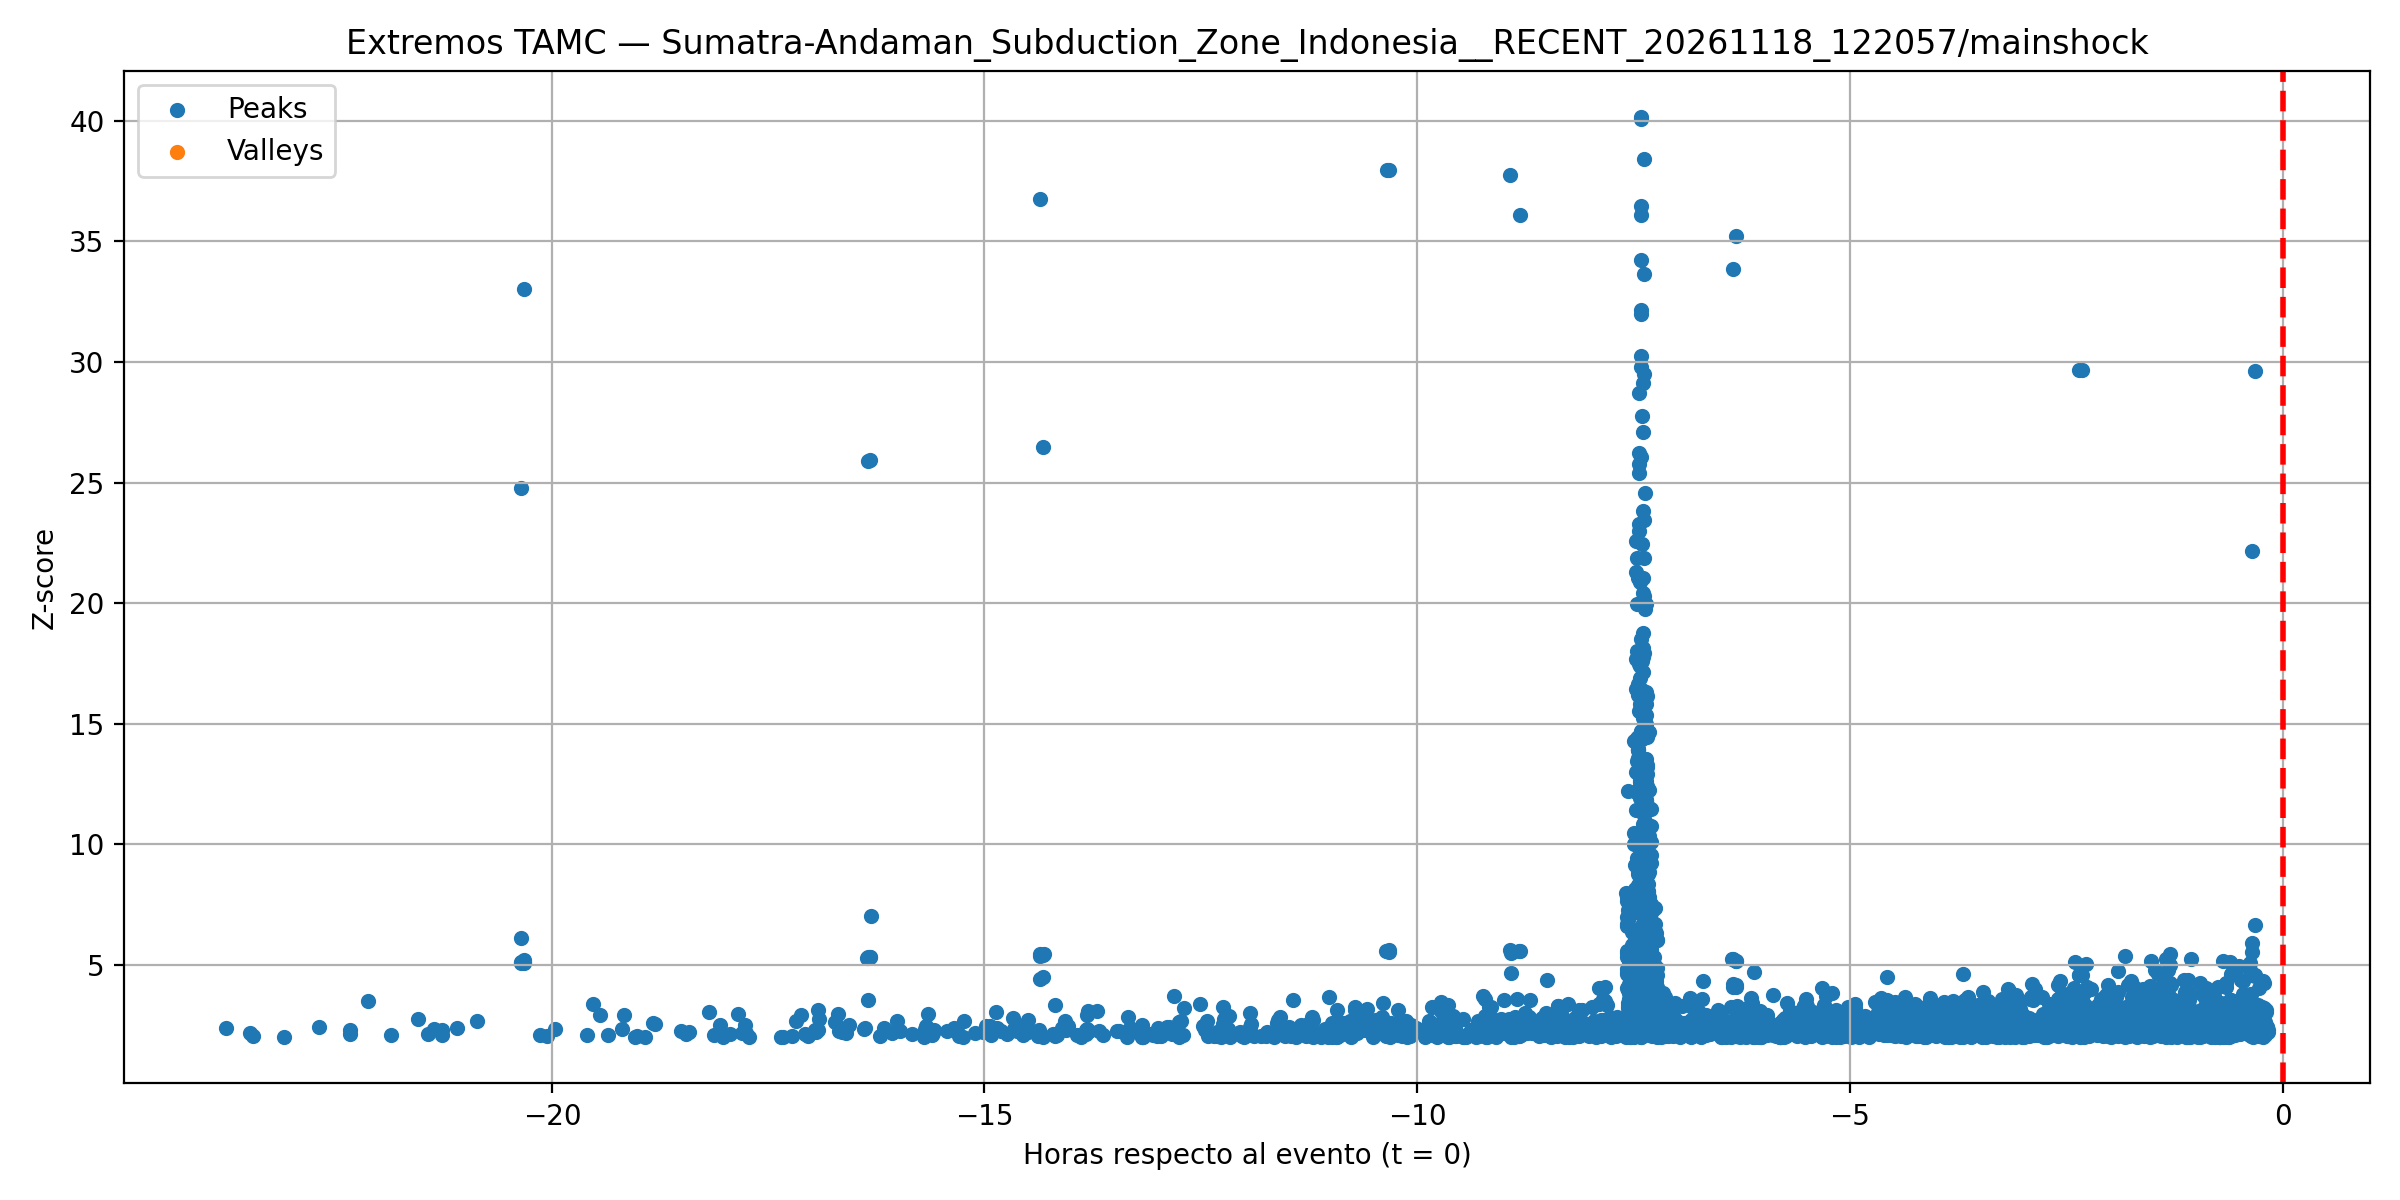 Extremos TAMC — Sumatra-Andaman_Subduction_Zone_Indonesia__RECENT_20261118_122057/mainshock
Peaks
Valleys
Z-score
40
35
30
25
20
15
10
5
−20
−15
−10
−5
0
Horas respecto al evento (t = 0)